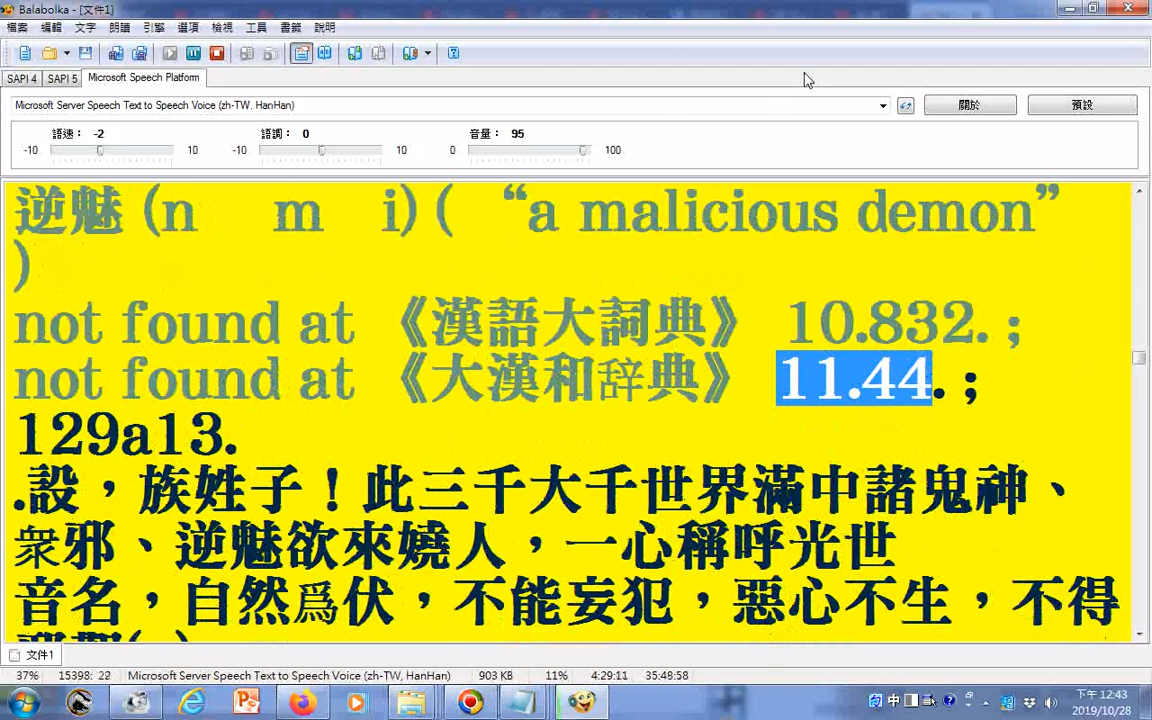 Balabolka - [文件1]
檔案 編輯 文字 朗讀 引擎 選項 檢視 工具 書籤 說明
SAPI 4 SAPI 5 Microsoft Speech Platform
Microsoft Server Speech Text to Speech Voice (zh-TW, HanHan) 關於 預設
語速： -2 語調： 0 音量： 95
-10 10 -10 10 0 100
逆魅 (n m i) ( “a malicious demon”
)
not found at 《漢語大詞典》 10.832. ;
not found at 《大漢和辞典》 11.44. ;
129a13.
.設，族姓子！此三千大千世界滿中諸鬼神、
衆邪、逆魅欲來嬈人，一心稱呼光世
音名，自然爲伏，不能妄犯，惡心不生，不得
文件1
37% 15398: 22 Microsoft Server Speech Text to Speech Voice (zh-TW, HanHan) 903 KB 11% 4:29:11 35:48:58
中 下午 12:43
2019/10/28